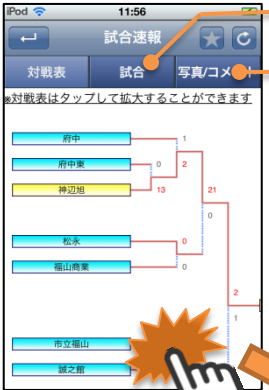 iPod 11:56
試合速報
対戦表 試合 写真/コメ
※対戦表はタップして拡大することができます
府中
1
府中東
0
2
神辺旭
13
21
0
松永
0
福山商業
0
2
市立福山
1
誠之館